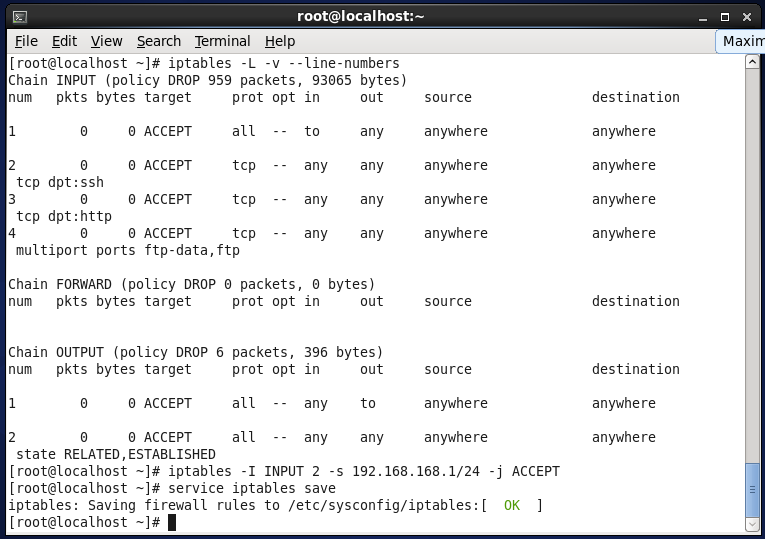 root@localhost:~
File Edit View Search Terminal Help
Maxim
[root@localhost ~]# iptables -L -v --line-numbers
Chain INPUT (policy DROP 959 packets, 93065 bytes)
num   pkts bytes target     prot opt in     out     source               destination
1        0     0 ACCEPT     all  --  to     any     anywhere             anywhere
2        0     0 ACCEPT     tcp  --  any    any     anywhere             anywhere
 tcp dpt:ssh
3        0     0 ACCEPT     tcp  --  any    any     anywhere             anywhere
 tcp dpt:http
4        0     0 ACCEPT     tcp  --  any    any     anywhere             anywhere
 multiport ports ftp-data,ftp
Chain FORWARD (policy DROP 0 packets, 0 bytes)
num   pkts bytes target     prot opt in     out     source               destination
Chain OUTPUT (policy DROP 6 packets, 396 bytes)
num   pkts bytes target     prot opt in     out     source               destination
1        0     0 ACCEPT     all  --  any    to      anywhere             anywhere
2        0     0 ACCEPT     all  --  any    any     anywhere             anywhere
 state RELATED,ESTABLISHED
[root@localhost ~]# iptables -I INPUT 2 -s 192.168.168.1/24 -j ACCEPT
[root@localhost ~]# service iptables save
iptables: Saving firewall rules to /etc/sysconfig/iptables:[  OK  ]
[root@localhost ~]#